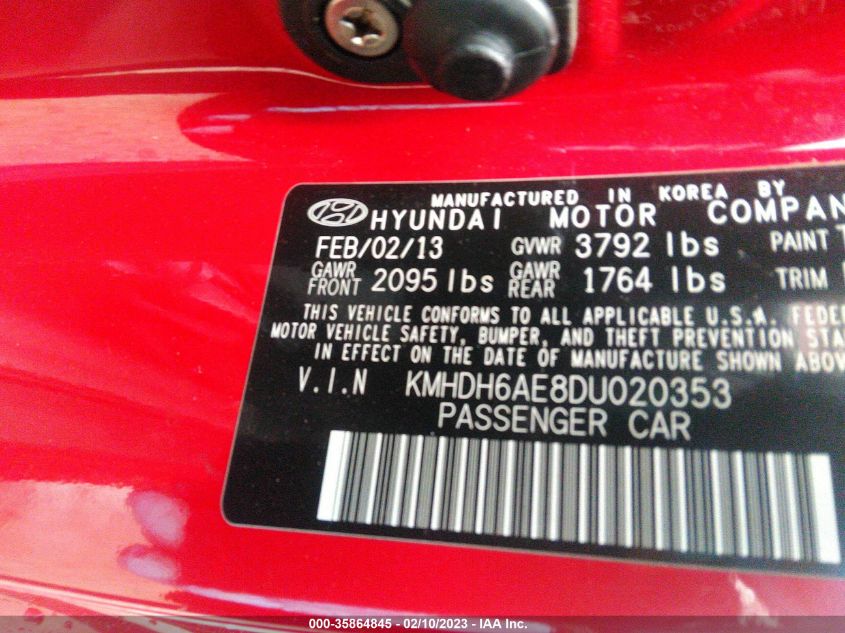 MANUFACTURED IN KOREA BY
HYUNDAI MOTOR COMPAN
FEB/02/13 GVWR 3792 lbs PAINT
GAWR FRONT 2095 lbs GAWR REAR 1764 lbs TRIM
THIS VEHICLE CONFORMS TO ALL APPLICABLE U.S.A. FEDER
MOTOR VEHICLE SAFETY, BUMPER, AND THEFT PREVENTION STA
IN EFFECT ON THE DATE OF MANUFACTURE SHOWN ABOV
V.I.N KMHDH6AE8DU020353
PASSENGER CAR
000-35864845 - 02/10/2023 - IAA Inc.